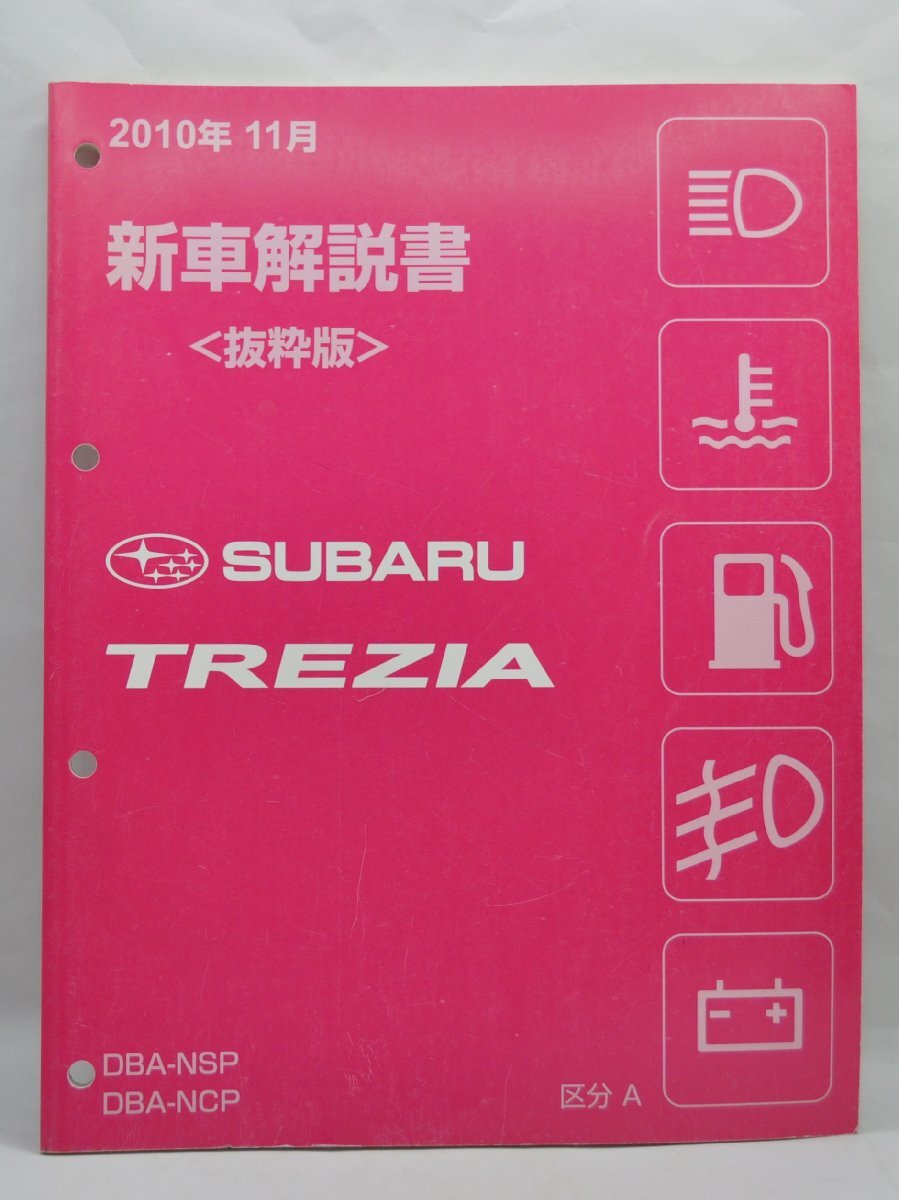 2010年 11月
新車解説書
<抜粋版>
SUBARU
TREZIA
DBA-NSP
DBA-NCP
区分 A